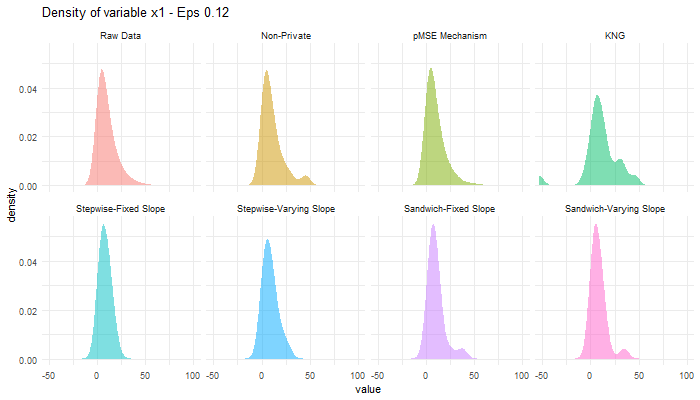 Density of variable x1 - Eps 0.12
Raw Data Non-Private pMSE Mechanism KNG
0.04
0.02
0.00
density
Stepwise-Fixed Slope Stepwise-Varying Slope Sandwich-Fixed Slope Sandwich-Varying Slope
0.04
0.02
0.00
-50 0 50 100 -50 0 50 100 -50 0 50 100 -50 0 50 100
value